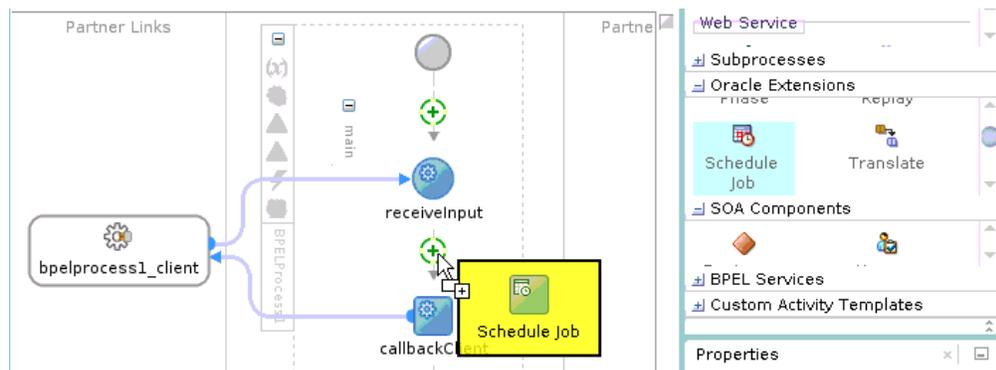 Partner Links
Partne
(x)
main
receiveInput
bpelprocess1_client
BPELProcess1
Schedule Job
callbackClient
Web Service
Subprocesses
Oracle Extensions
Phase
Replay
Schedule
Job
Translate
SOA Components
BPEL Services
Custom Activity Templates
Properties